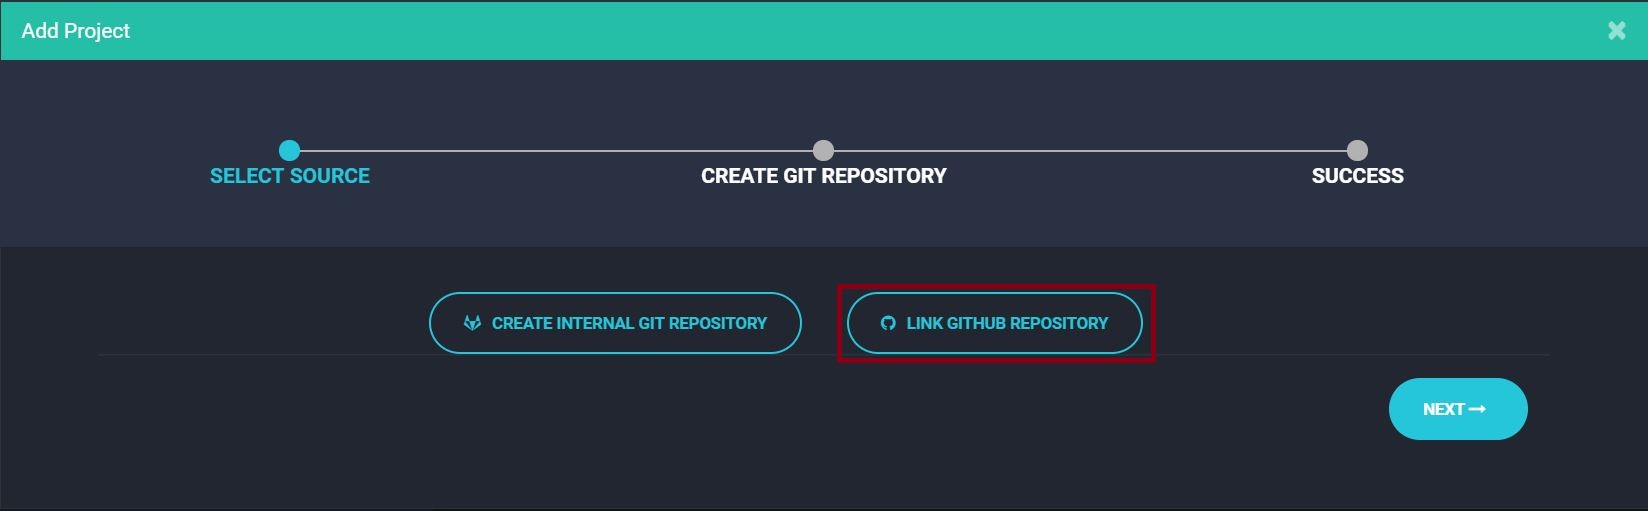 Add Project
SELECT SOURCE
CREATE GIT REPOSITORY
SUCCESS
CREATE INTERNAL GIT REPOSITORY
LINK GITHUB REPOSITORY
NEXT